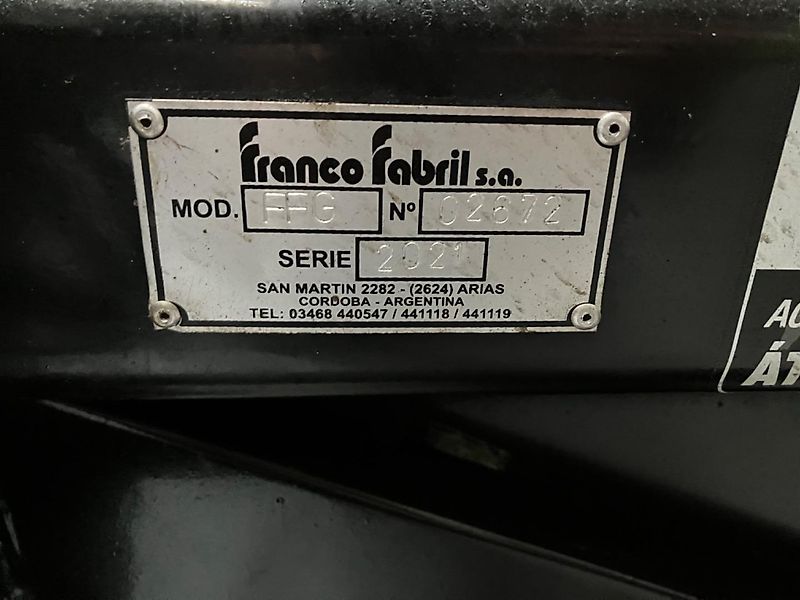 Franco Fabril s.a.
MOD. FFG Nº 02672
SERIE 2021
SAN MARTIN 2282 - (2624) ARIAS
CORDOBA - ARGENTINA
TEL: 03468 440547 / 441118 / 441119